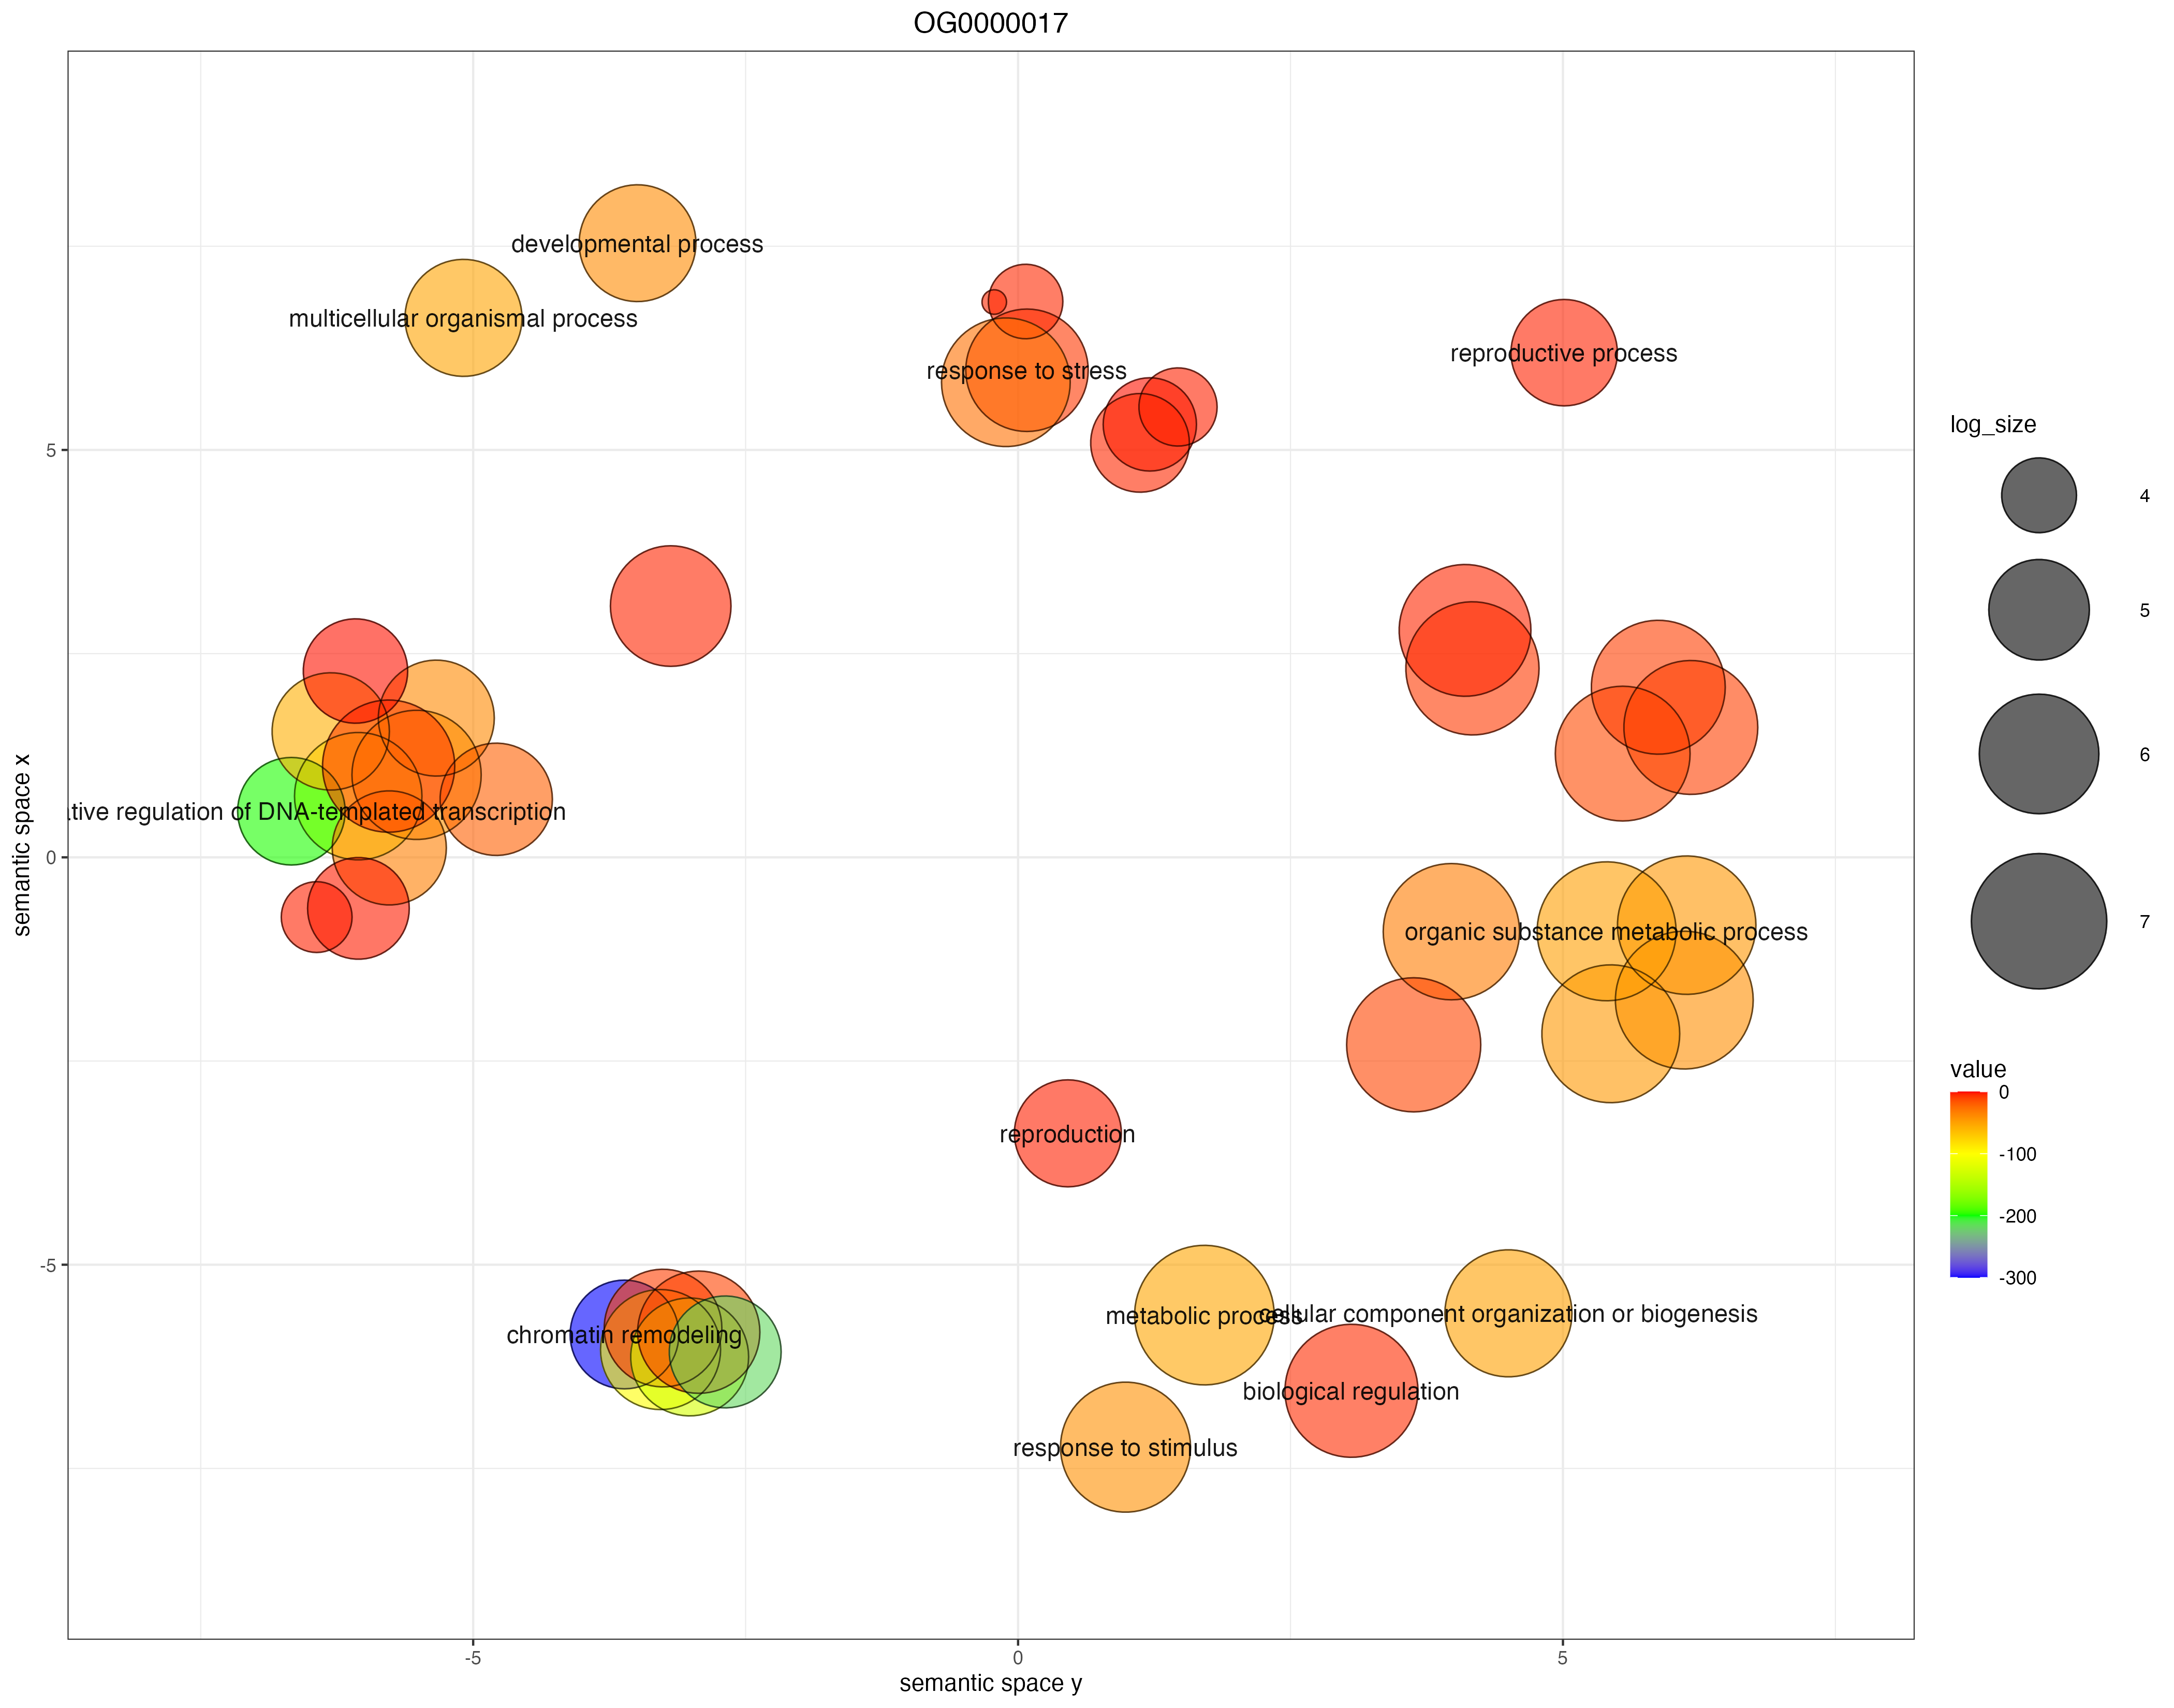 OG0000017
developmental process
multicellular organismal process
response to stress
reproductive process
ative regulation of DNA-templated transcription
organic substance metabolic process
reproduction
chromatin remodeling
metabolic process
cellular component organization or biogenesis
biological regulation
response to stimulus
5
0
-5
semantic space x
-5
0
5
semantic space y
log_size
4
5
6
7
value
0
-100
-200
-300